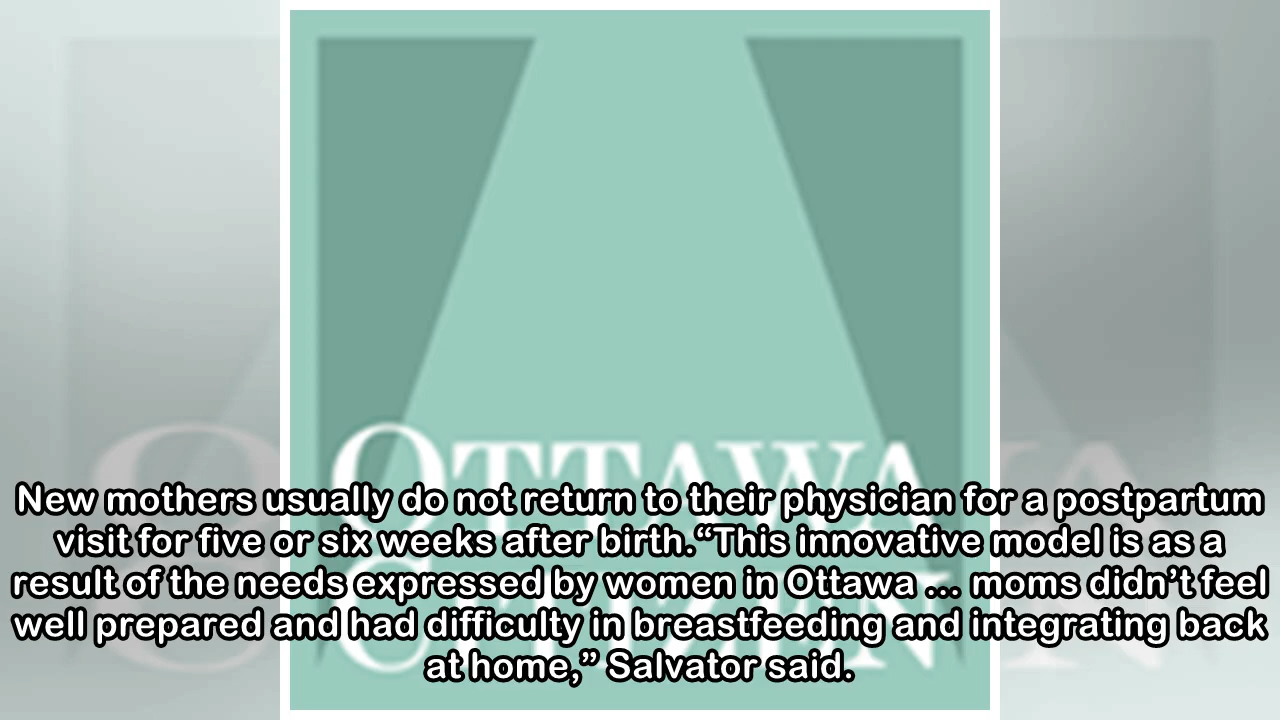 OTTAWA
CITIZEN
New mothers usually do not return to their physician for a postpartum
visit for five or six weeks after birth.“This innovative model is as a
result of the needs expressed by women in Ottawa ... moms didn’t feel
well prepared and had difficulty in breastfeeding and integrating back
at home,” Salvator said.